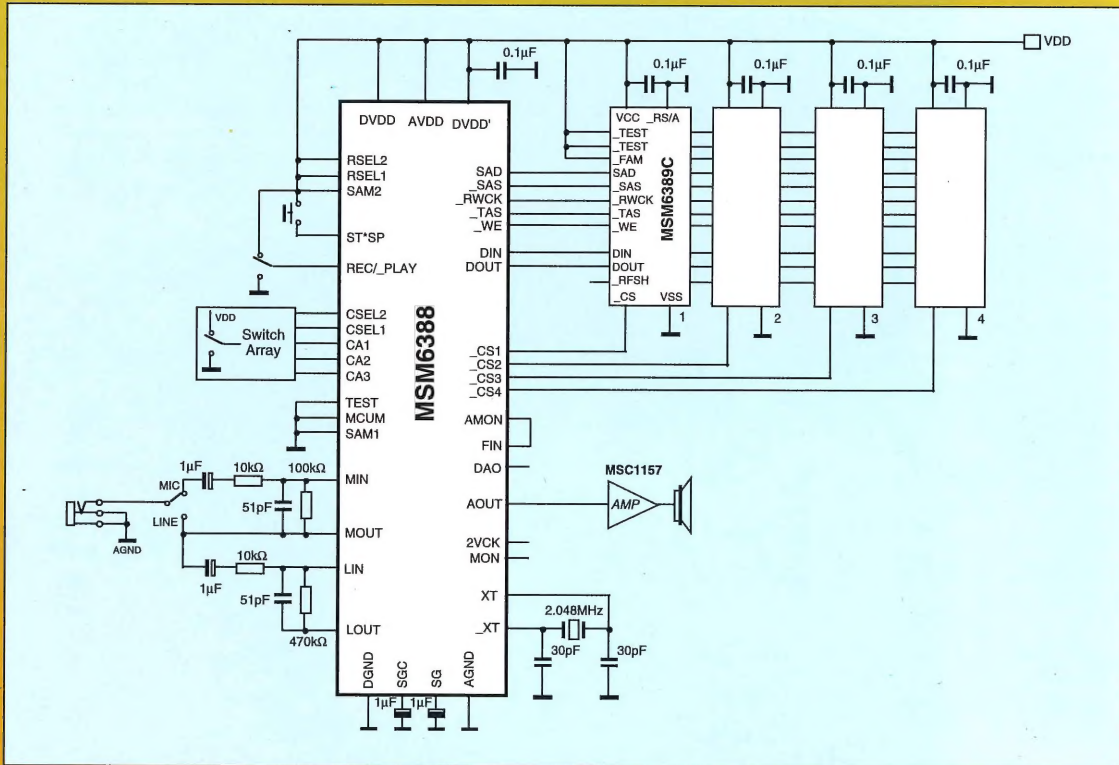 VDD
0.1µF
0.1µF
0.1µF
0.1µF
0.1µF
DVDD AVDD DVDD'
RSEL2
RSEL1
SAM2
ST*SP
REC/_PLAY
VDD
Switch
Array
CSEL2
CSEL1
CA1
CA2
CA3
TEST
MCUM
SAM1
1µF
10kΩ
100kΩ
MIC
51pF
MIN
LINE
AGND
MOUT
10kΩ
LIN
1µF
51pF
LOUT
470kΩ
DGND
SGC
SG
AGND
1µF
1µF
MSM6388
SAD
_SAS
_RWCK
_TAS
_WE
DIN
DOUT
_CS1
_CS2
_CS3
_CS4
AMON
FIN
DAO
AOUT
2VCK
MON
XT
_XT
MSC1157
AMP
2.048MHz
30pF
30pF
VCC _RS/A
_TEST
_TEST
_FAM
SAD
_SAS
_RWCK
_TAS
_WE
DIN
DOUT
_RFSH
_CS VSS
MSM6389C
1
2
3
4